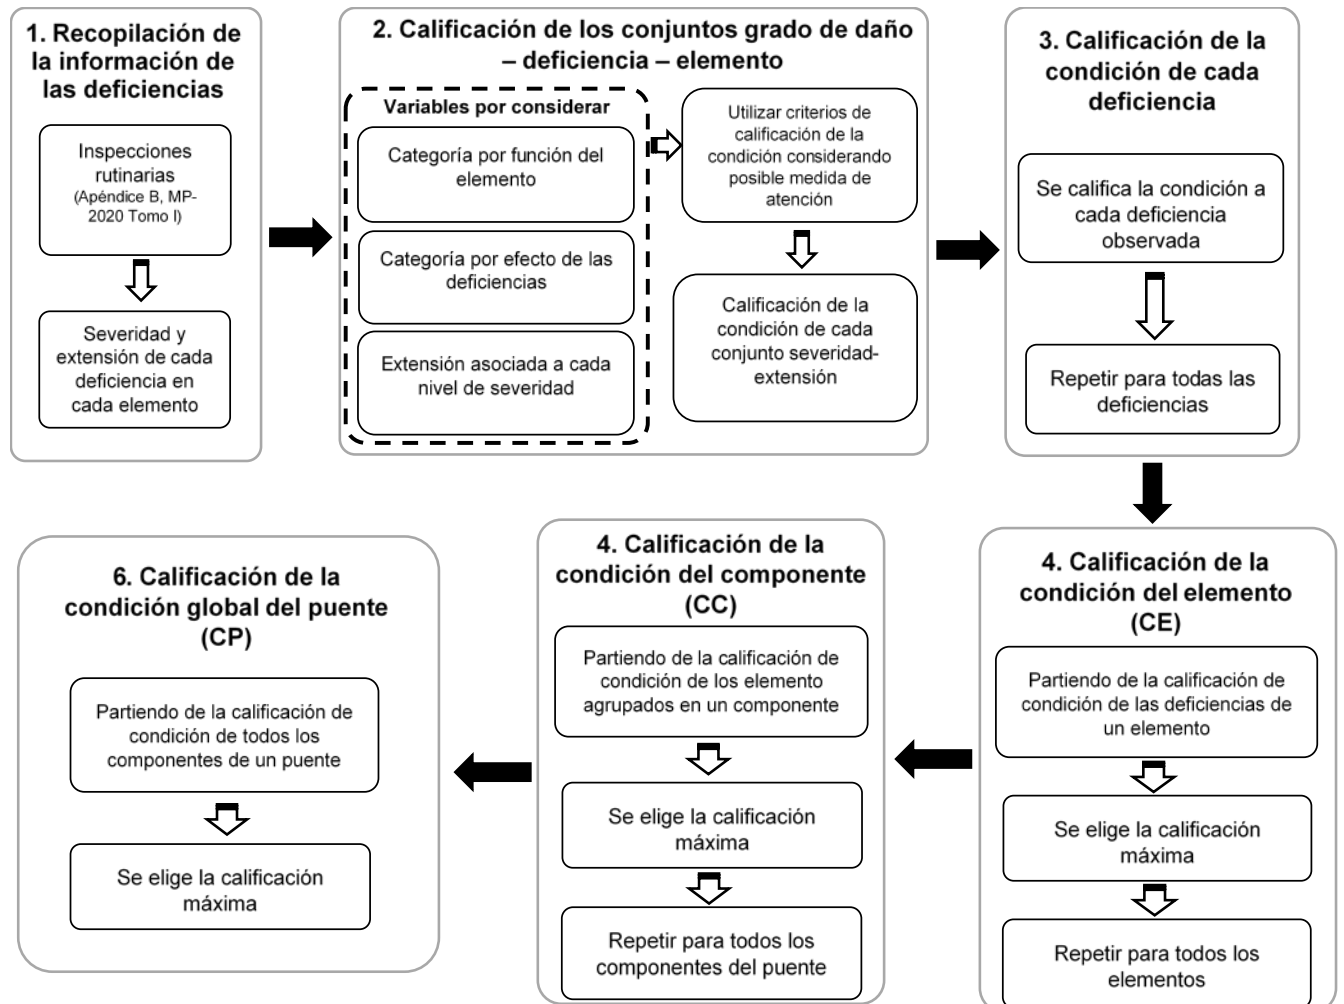 1. Recopilación de
la información de
las deficiencias
Inspecciones
rutinarias
(Apéndice B, MP-
2020 Tomo I)
Severidad y
extensión de cada
deficiencia en
cada elemento
2. Calificación de los conjuntos grado de daño
– deficiencia – elemento
Variables por considerar
Categoría por función del
elemento
Categoría por efecto de las
deficiencias
Extensión asociada a cada
nivel de severidad
Utilizar criterios de
calificación de la
condición considerando
posible medida de
atención
Calificación de la
condición de cada
conjunto severidad-
extensión
3. Calificación de la
condición de cada
deficiencia
Se califica la condición a
cada deficiencia
observada
Repetir para todas las
deficiencias
4. Calificación de la
condición del elemento
(CE)
Partiendo de la calificación de
condición de las deficiencias de
un elemento
Se elige la calificación
máxima
Repetir para todos los
elementos
4. Calificación de la
condición del componente
(CC)
Partiendo de la calificación de
condición de los elemento
agrupados en un componente
Se elige la calificación
máxima
Repetir para todos los
componentes del puente
6. Calificación de la
condición global del puente
(CP)
Partiendo de la calificación de
condición de todos los
componentes de un puente
Se elige la calificación
máxima